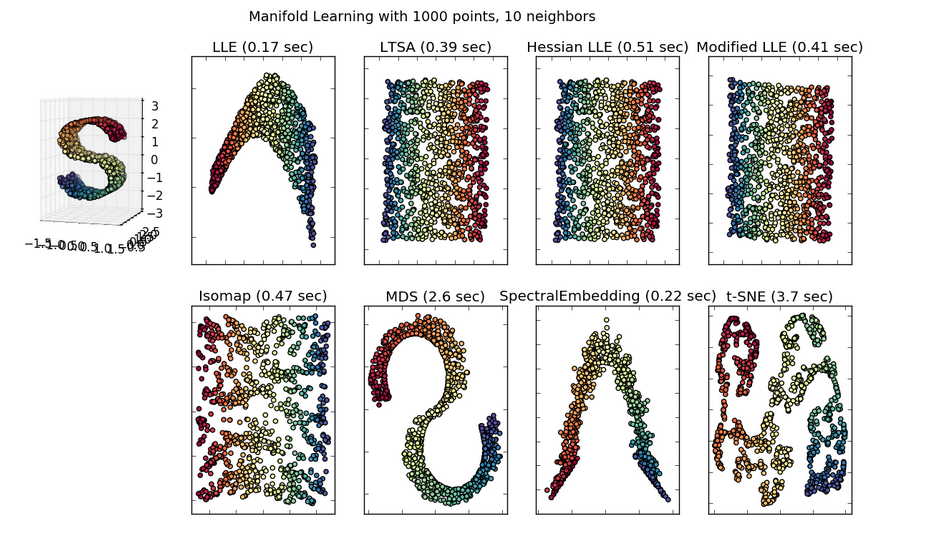 Manifold Learning with 1000 points, 10 neighbors
LLE (0.17 sec)
LTSA (0.39 sec)
Hessian LLE (0.51 sec)
Modified LLE (0.41 sec)
3
2
1
0
−1
−2
−3
Isomap (0.47 sec)
MDS (2.6 sec)
SpectralEmbedding (0.22 sec)
t-SNE (3.7 sec)